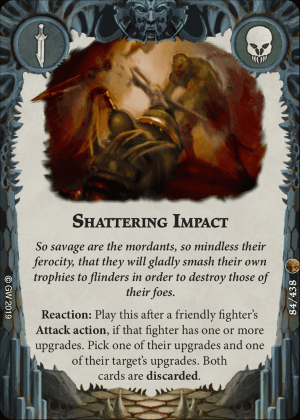 SHATTERING IMPACT
So savage are the mordants, so mindless their
ferocity, that they will gladly smash their own
trophies to flinders in order to destroy those of
their foes.
Reaction: Play this after a friendly fighter's
Attack action, if that fighter has one or more
upgrades. Pick one of their upgrades and one
of their target's upgrades. Both
cards are discarded.
© GW 2019
84/438